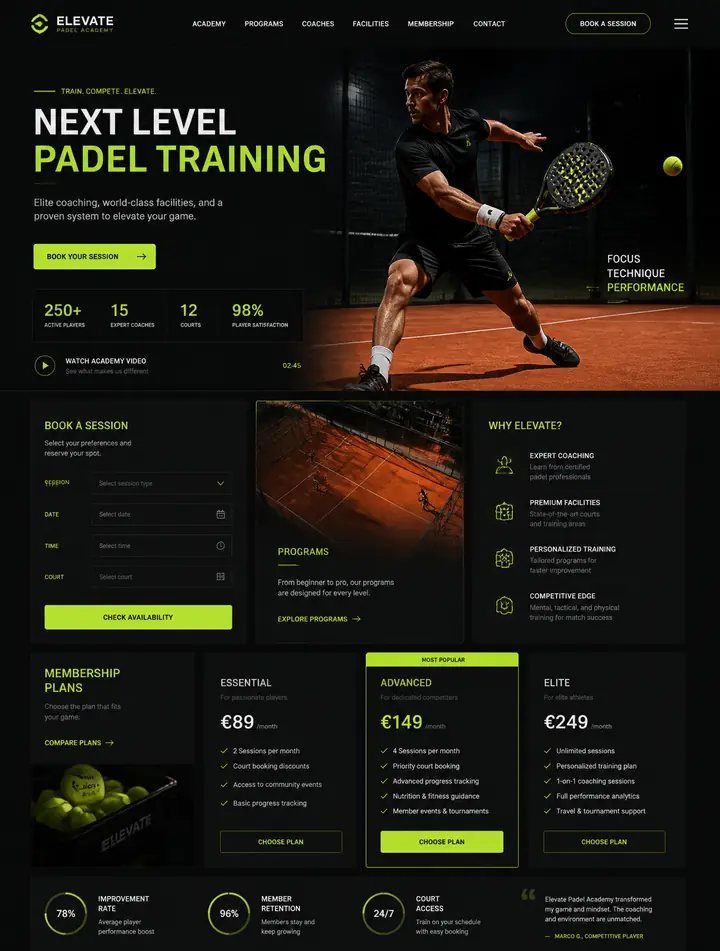 ELEVATE
PADEL ACADEMY
ACADEMY
PROGRAMS
COACHES
FACILITIES
MEMBERSHIP
CONTACT
BOOK A SESSION
TRAIN. COMPETE. ELEVATE.
NEXT LEVEL
PADEL TRAINING
Elite coaching, world-class facilities, and a
proven system to elevate your game.
BOOK YOUR SESSION
FOCUS
TECHNIQUE
PERFORMANCE
250+
ACTIVE PLAYERS
15
EXPERT COACHES
12
COURTS
98%
PLAYER SATISFACTION
WATCH ACADEMY VIDEO
See what makes us different
02:45
BOOK A SESSION
Select your preferences and
reserve your spot.
SESSION
Select session type
DATE
Select date
TIME
Select time
COURT
Select court
CHECK AVAILABILITY
PROGRAMS
From beginner to pro, our programs
are designed for every level.
EXPLORE PROGRAMS
WHY ELEVATE?
EXPERT COACHING
Learn from certified
padel professionals
PREMIUM FACILITIES
State-of-the-art courts
and training areas
PERSONALIZED TRAINING
Tailored programs for
faster improvement
COMPETITIVE EDGE
Mental, tactical, and physical
training for match success
MEMBERSHIP
PLANS
Choose the plan that fits
your game.
COMPARE PLANS
ELLEVATE
ESSENTIAL
For passionate players
€89 /month
2 Sessions per month
Court booking discounts
Access to community events
Basic progress tracking
CHOOSE PLAN
MOST POPULAR
ADVANCED
For dedicated competitors
€149 /month
4 Sessions per month
Priority court booking
Advanced progress tracking
Nutrition & fitness guidance
Member events & tournaments
CHOOSE PLAN
ELITE
For elite athletes
€249 /month
Unlimited sessions
Personalized training plan
1-on-1 coaching sessions
Full performance analytics
Travel & tournament support
CHOOSE PLAN
78%
IMPROVEMENT
RATE
Average player
performance boost
96%
MEMBER
RETENTION
Members stay and
keep growing
24/7
COURT
ACCESS
Train on your schedule
with easy booking
“
Elevate Padel Academy transformed
my game and mindset. The coaching
and environment are unmatched.
— MARCO G., COMPETITIVE PLAYER